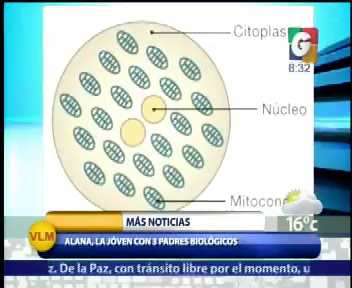 Citoplas
G
6:32
Núcleo
Mitocon
16°c
MÁS NOTICIAS
VLM
ALANA, LA JÓVEN CON 3 PADRES BIOLÓGICOS
z. De la Paz, con tránsito libre por el momento, u